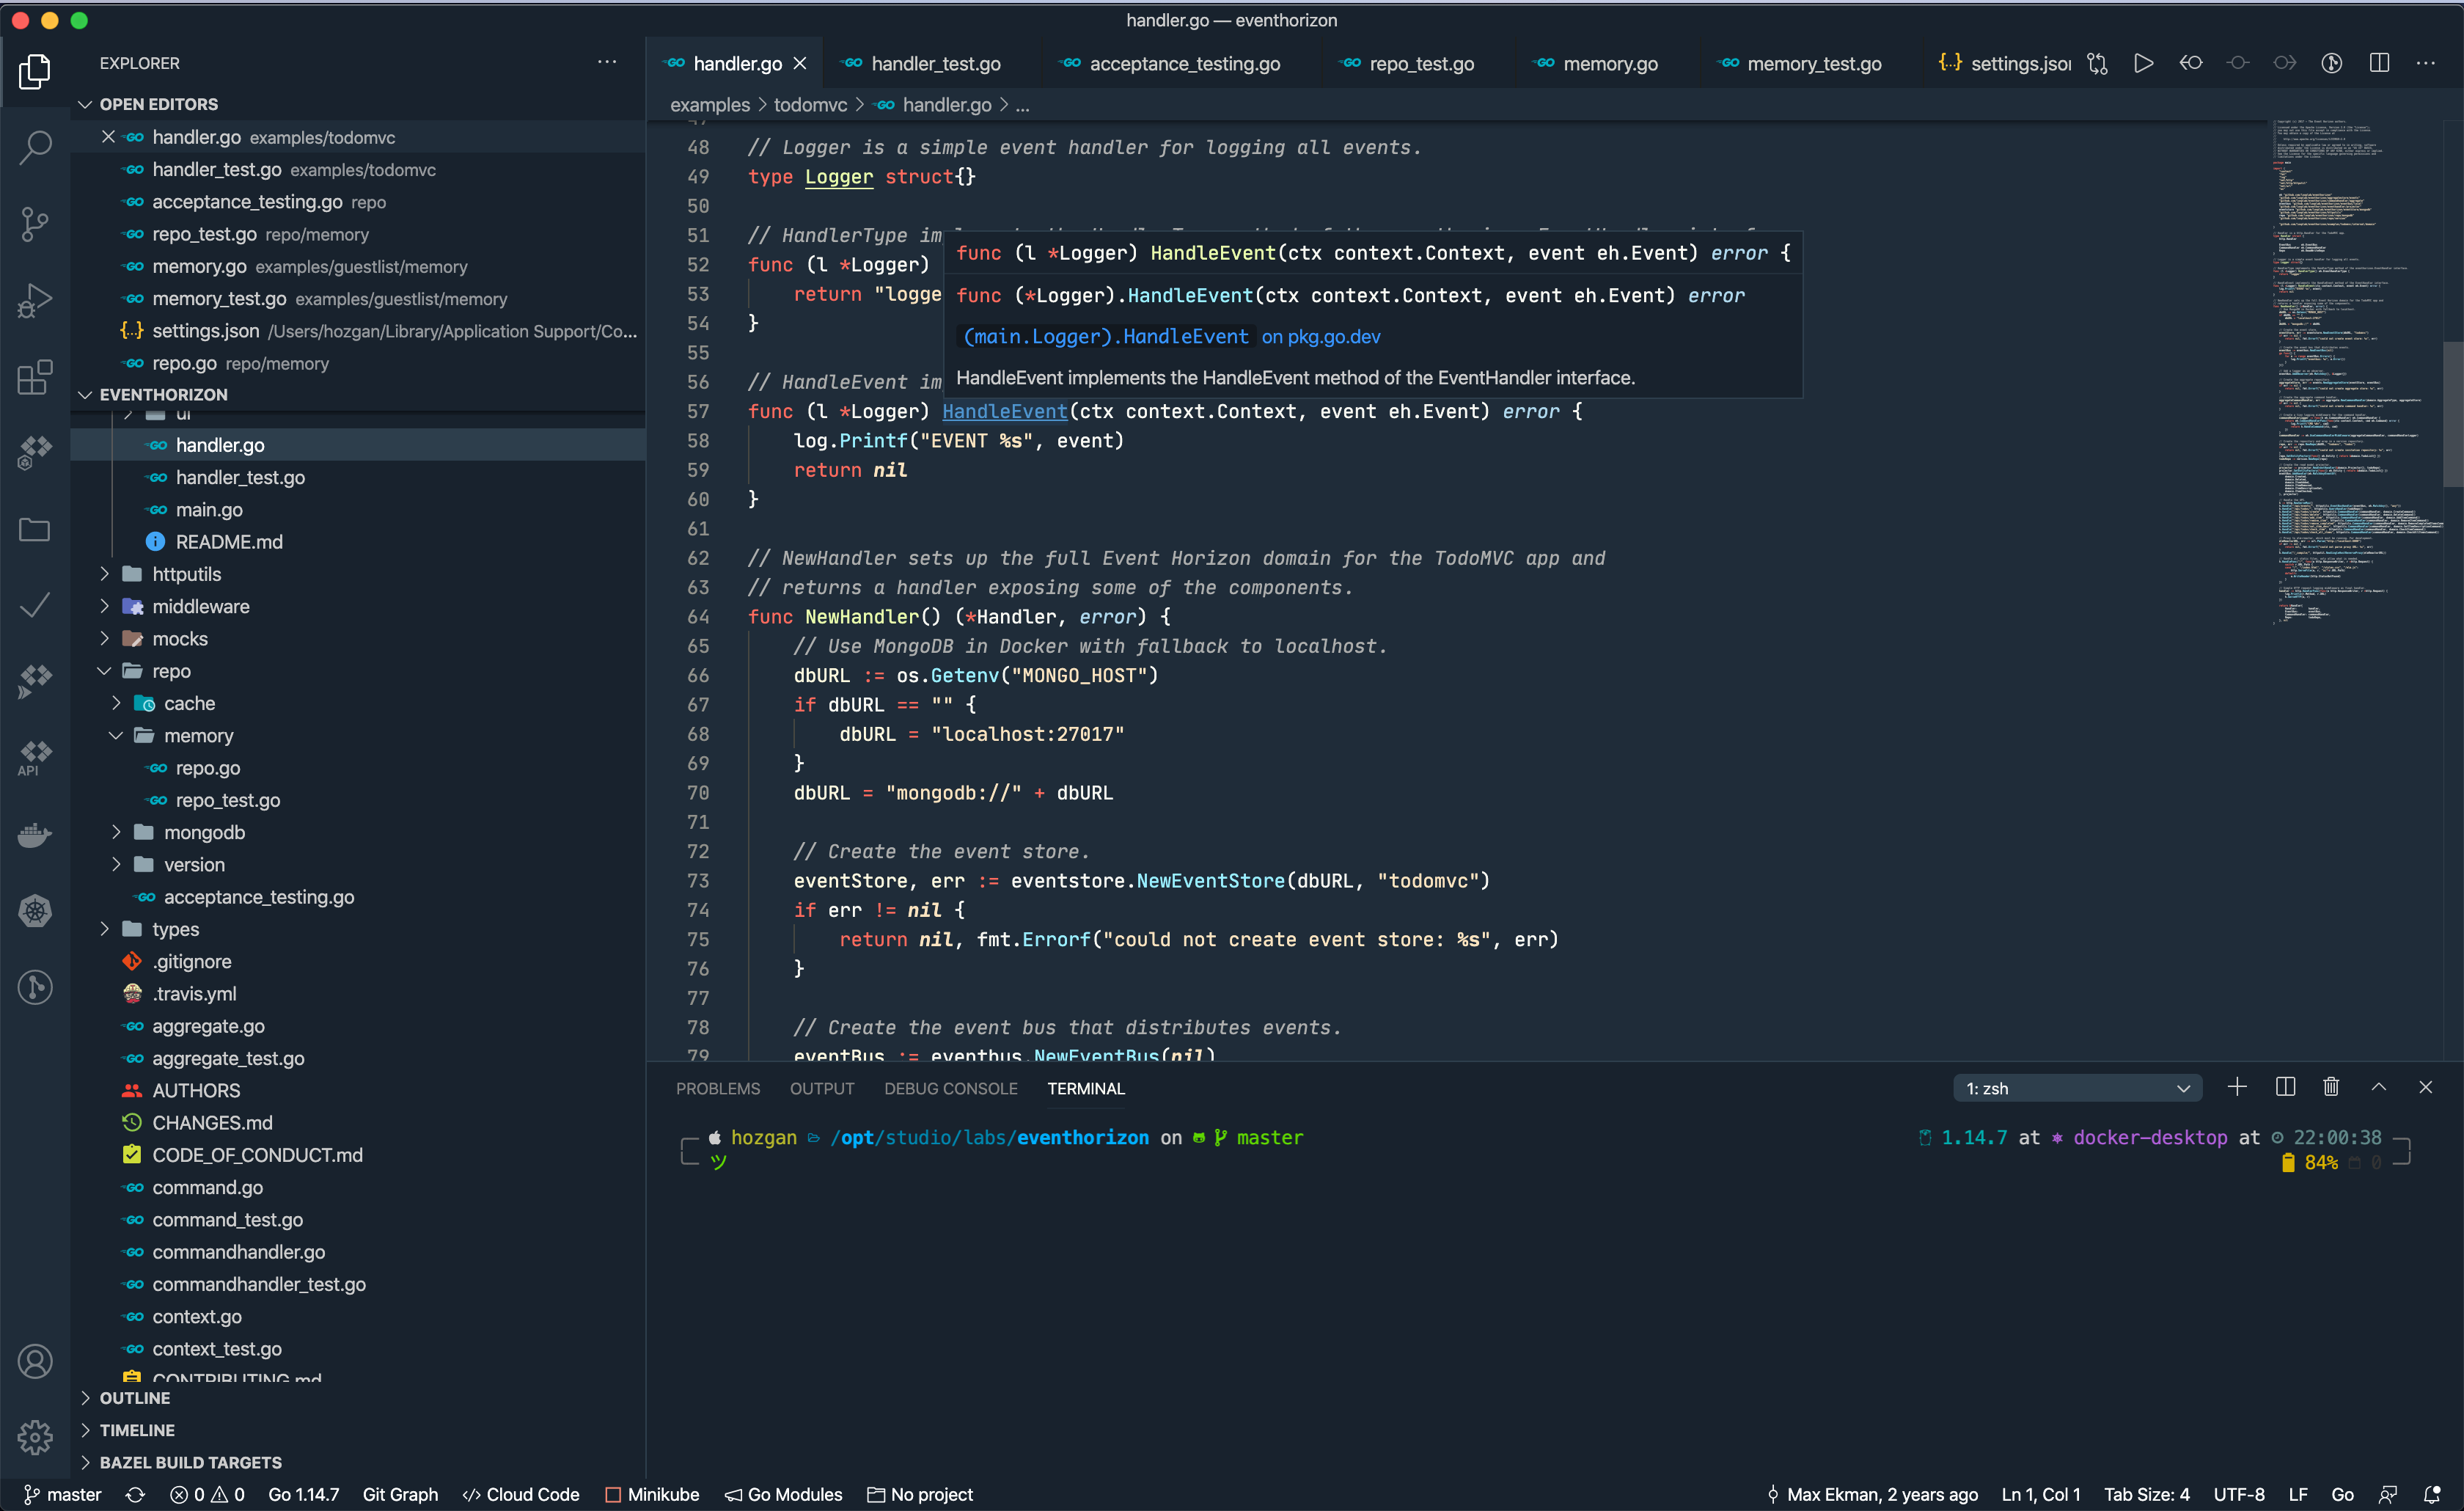 handler.go — eventhorizon
EXPLORER
OPEN EDITORS
handler.go examples/todomvc
handler_test.go examples/todomvc
acceptance_testing.go repo
repo_test.go repo/memory
memory.go examples/guestlist/memory
memory_test.go examples/guestlist/memory
{..} settings.json /Users/hozgan/Library/Application Support/Co...
repo.go repo/memory
EVENTHORIZON
ui
handler.go
handler_test.go
main.go
README.md
httputils
middleware
mocks
repo
cache
memory
repo.go
repo_test.go
mongodb
version
acceptance_testing.go
types
.gitignore
.travis.yml
aggregate.go
aggregate_test.go
AUTHORS
CHANGES.md
CODE_OF_CONDUCT.md
command.go
command_test.go
commandhandler.go
commandhandler_test.go
context.go
context_test.go
CONTRIBUTING.md
OUTLINE
TIMELINE
BAZEL BUILD TARGETS
API
handler.go handler_test.go acceptance_testing.go repo_test.go memory.go memory_test.go {..} settings.json
examples > todomvc > handler.go > ...
47
48 // Logger is a simple event handler for logging all events.
49 type Logger struct{}
50
51 // HandlerType im
52 func (l *Logger)
53 return "logge
54 }
55
56 // HandleEvent im
func (l *Logger) HandleEvent(ctx context.Context, event eh.Event) error {
func (*Logger).HandleEvent(ctx context.Context, event eh.Event) error
(main.Logger).HandleEvent on pkg.go.dev
HandleEvent implements the HandleEvent method of the EventHandler interface.
57 func (l *Logger) HandleEvent(ctx context.Context, event eh.Event) error {
58 log.Printf("EVENT %s", event)
59 return nil
60 }
61
62 // NewHandler sets up the full Event Horizon domain for the TodoMVC app and
63 // returns a handler exposing some of the components.
64 func NewHandler() (*Handler, error) {
65 // Use MongoDB in Docker with fallback to localhost.
66 dbURL := os.Getenv("MONGO_HOST")
67 if dbURL == "" {
68 dbURL = "localhost:27017"
69 }
70 dbURL = "mongodb://" + dbURL
71
72 // Create the event store.
73 eventStore, err := eventstore.NewEventStore(dbURL, "todomvc")
74 if err != nil {
75 return nil, fmt.Errorf("could not create event store: %s", err)
76 }
77
78 // Create the event bus that distributes events.
79 eventBus := eventbus.NewEventBus(nil)
PROBLEMS OUTPUT DEBUG CONSOLE TERMINAL 1: zsh
hozgan /opt/studio/labs/eventhorizon on master 1.14.7 at docker-desktop at 22:00:38
ツ 84% 0
master 0 0 Go 1.14.7 Git Graph Cloud Code Minikube Go Modules No project Max Ekman, 2 years ago Ln 1, Col 1 Tab Size: 4 UTF-8 LF Go